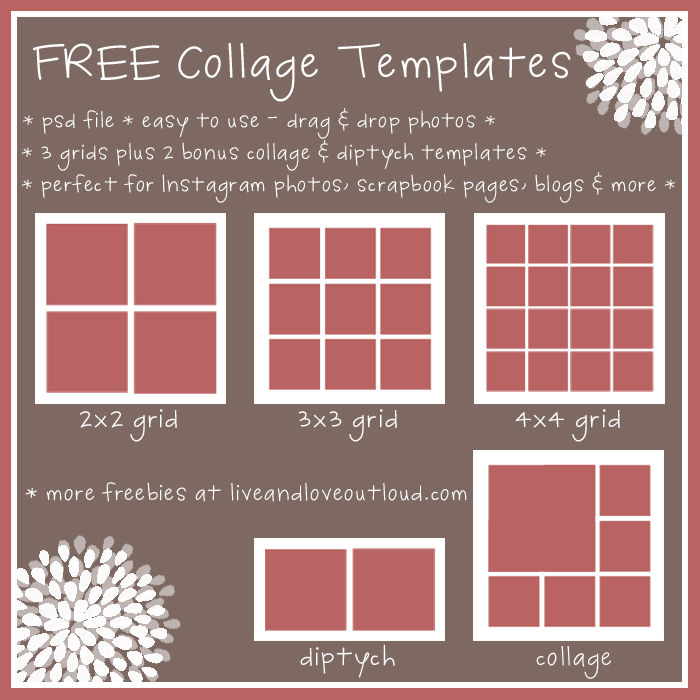 FREE Collage Templates
* psd file * easy to use - drag & drop photos *
* 3 grids plus 2 bonus collage & diptych templates *
* perfect for Instagram photos, scrapbook pages, blogs & more *
2x2 grid
3x3 grid
4x4 grid
* more freebies at liveandloveoutloud.com
diptych
collage